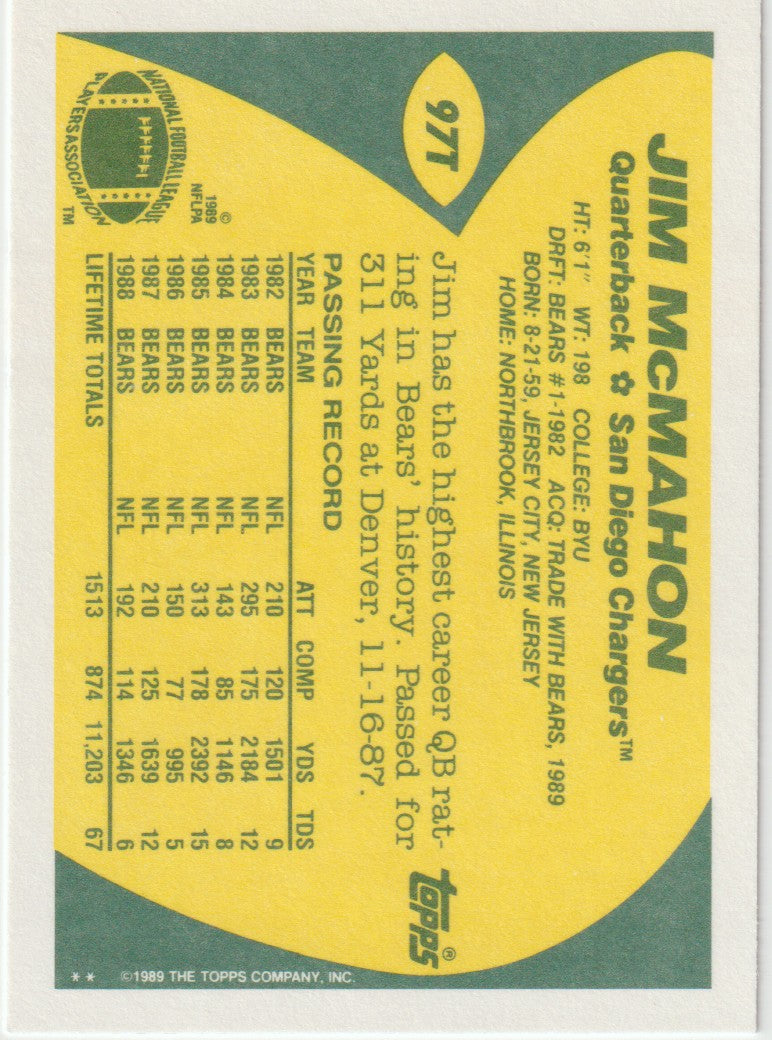 97T
JIM McMAHON
Quarterback ✿ San Diego Chargers™
HT: 6'1" WT: 198 COLLEGE: BYU
DRFT: BEARS #1-1982 ACQ: TRADE WITH BEARS, 1989
BORN: 8-21-59, JERSEY CITY, NEW JERSEY
HOME: NORTHBROOK, ILLINOIS
Jim has the highest career QB rat-
ing in Bears' history. Passed for
311 Yards at Denver, 11-16-87.
topps®
PASSING RECORD
YEAR TEAM ATT COMP YDS TDS
1982 BEARS NFL 210 120 1501 9
1983 BEARS NFL 295 175 2184 12
1984 BEARS NFL 143 85 1146 8
1985 BEARS NFL 313 178 2392 15
1986 BEARS NFL 150 77 995 5
1987 BEARS NFL 210 125 1639 12
1988 BEARS NFL 192 114 1346 6
LIFETIME TOTALS 1513 874 11,203 67
NATIONAL FOOTBALL LEAGUE
PLAYERS ASSOCIATION
TM
©
1989
NFLPA
** ©1989 THE TOPPS COMPANY, INC.